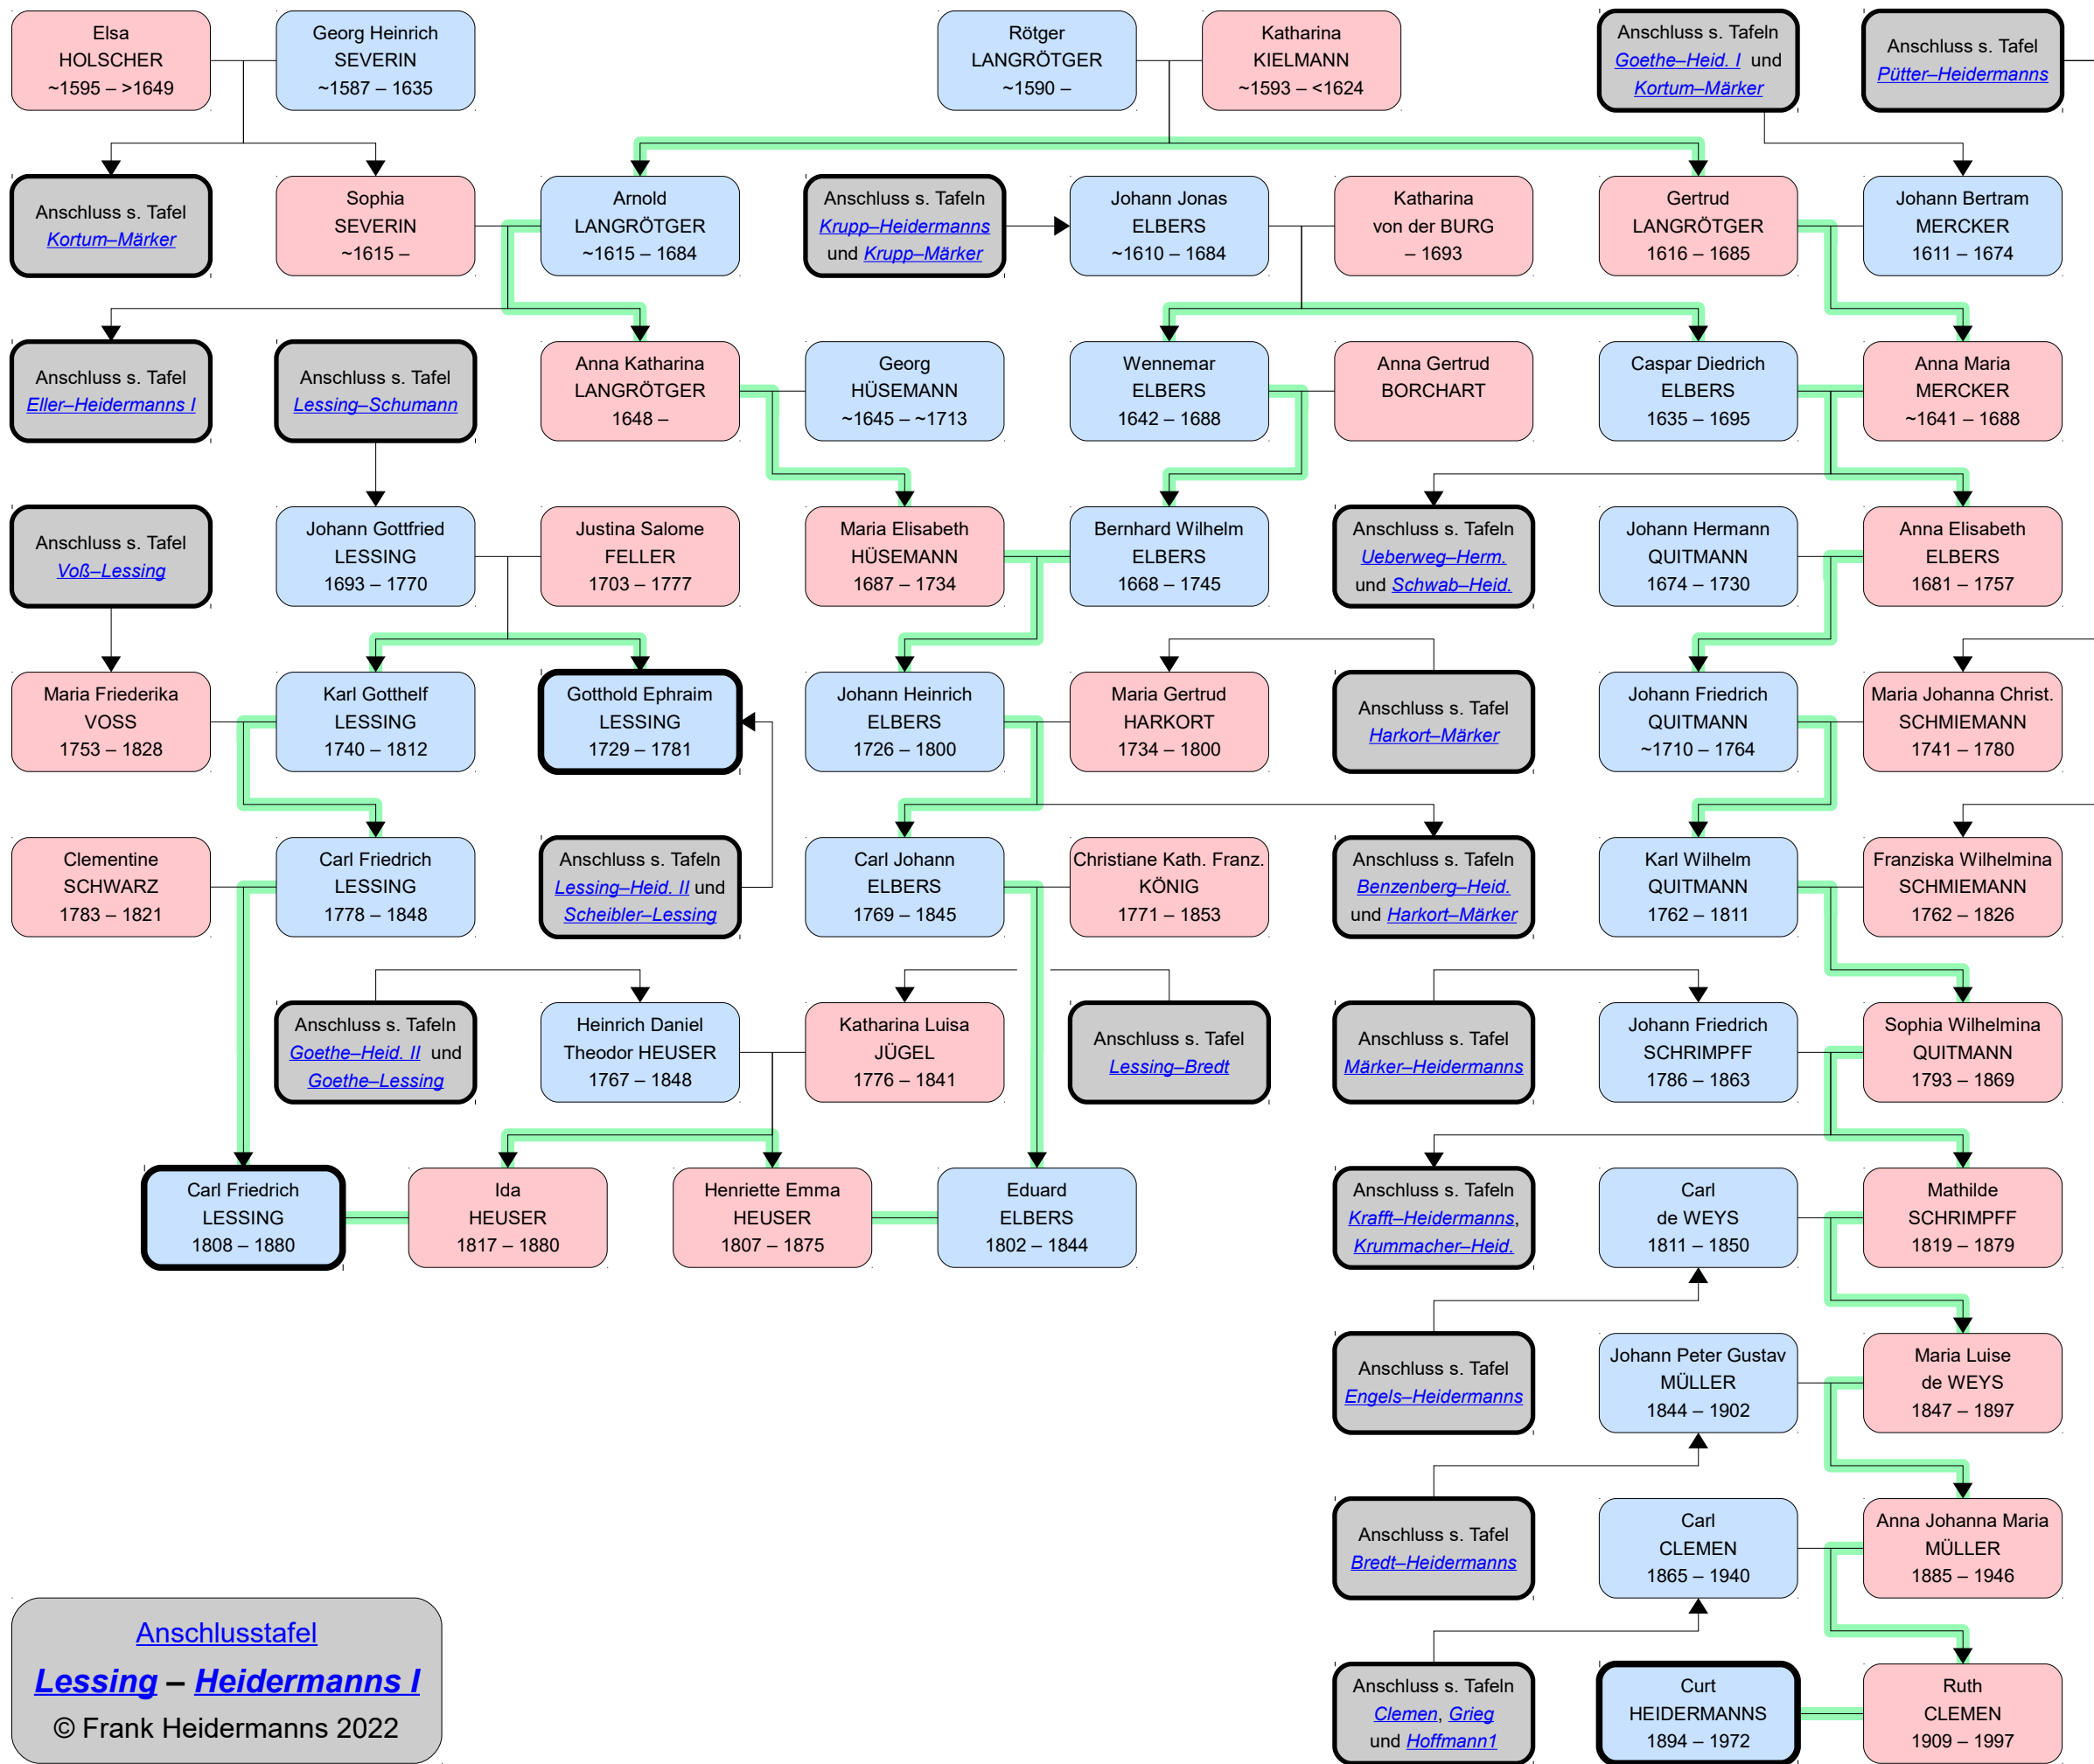 Elsa
HOLSCHER
~1595 – >1649
Georg Heinrich
SEVERIN
~1587 – 1635
Rötger
LANGRÖTGER
~1590 –
Katharina
KIELMANN
~1593 – <1624
Anschluss s. Tafeln
Goethe–Heid. I und
Kortum–Märker
Anschluss s. Tafel
Pütter–Heidermanns
Anschluss s. Tafel
Kortum–Märker
Sophia
SEVERIN
~1615 –
Arnold
LANGRÖTGER
~1615 – 1684
Anschluss s. Tafeln
Krupp–Heidermanns
und Krupp–Märker
Johann Jonas
ELBERS
~1610 – 1684
Katharina
von der BURG
– 1693
Gertrud
LANGRÖTGER
1616 – 1685
Johann Bertram
MERCKER
1611 – 1674
Anschluss s. Tafel
Eller–Heidermanns I
Anschluss s. Tafel
Lessing–Schumann
Anna Katharina
LANGRÖTGER
1648 –
Georg
HÜSEMANN
~1645 – ~1713
Wennemar
ELBERS
1642 – 1688
Anna Gertrud
BORCHART
Caspar Diedrich
ELBERS
1635 – 1695
Anna Maria
MERCKER
~1641 – 1688
Anschluss s. Tafel
Voß–Lessing
Johann Gottfried
LESSING
1693 – 1770
Justina Salome
FELLER
1703 – 1777
Maria Elisabeth
HÜSEMANN
1687 – 1734
Bernhard Wilhelm
ELBERS
1668 – 1745
Anschluss s. Tafeln
Ueberweg–Herm.
und Schwab–Heid.
Johann Hermann
QUITMANN
1674 – 1730
Anna Elisabeth
ELBERS
1681 – 1757
Maria Friederika
VOSS
1753 – 1828
Karl Gotthelf
LESSING
1740 – 1812
Gotthold Ephraim
LESSING
1729 – 1781
Johann Heinrich
ELBERS
1726 – 1800
Maria Gertrud
HARKORT
1734 – 1800
Anschluss s. Tafel
Harkort–Märker
Johann Friedrich
QUITMANN
~1710 – 1764
Maria Johanna Christ.
SCHMIEMANN
1741 – 1780
Clementine
SCHWARZ
1783 – 1821
Carl Friedrich
LESSING
1778 – 1848
Anschluss s. Tafeln
Lessing–Heid. II und
Scheibler–Lessing
Carl Johann
ELBERS
1769 – 1845
Christiane Kath. Franz.
KÖNIG
1771 – 1853
Anschluss s. Tafeln
Benzenberg–Heid.
und Harkort–Märker
Karl Wilhelm
QUITMANN
1762 – 1811
Franziska Wilhelmina
SCHMIEMANN
1762 – 1826
Anschluss s. Tafeln
Goethe–Heid. II und
Goethe–Lessing
Heinrich Daniel
Theodor HEUSER
1767 – 1848
Katharina Luisa
JÜGEL
1776 – 1841
Anschluss s. Tafel
Lessing–Bredt
Anschluss s. Tafel
Märker–Heidermanns
Johann Friedrich
SCHRIMPFF
1786 – 1863
Sophia Wilhelmina
QUITMANN
1793 – 1869
Carl Friedrich
LESSING
1808 – 1880
Ida
HEUSER
1817 – 1880
Henriette Emma
HEUSER
1807 – 1875
Eduard
ELBERS
1802 – 1844
Anschluss s. Tafeln
Krafft–Heidermanns,
Krummacher–Heid.
Carl
de WEYS
1811 – 1850
Mathilde
SCHRIMPFF
1819 – 1879
Anschluss s. Tafel
Engels–Heidermanns
Johann Peter Gustav
MÜLLER
1844 – 1902
Maria Luise
de WEYS
1847 – 1897
Anschluss s. Tafel
Bredt–Heidermanns
Carl
CLEMEN
1865 – 1940
Anna Johanna Maria
MÜLLER
1885 – 1946
Anschlusstafel
Lessing – Heidermanns I
© Frank Heidermanns 2022
Anschluss s. Tafeln
Clemen, Grieg
und Hoffmann1
Curt
HEIDERMANNS
1894 – 1972
Ruth
CLEMEN
1909 – 1997